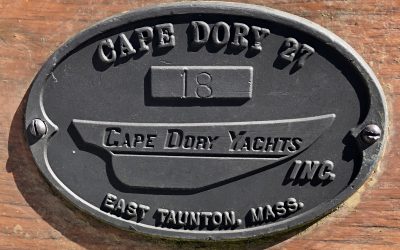 CAPE DORY 27
18
CAPE DORY YACHTS
INC.
EAST TAUNTON, MASS.